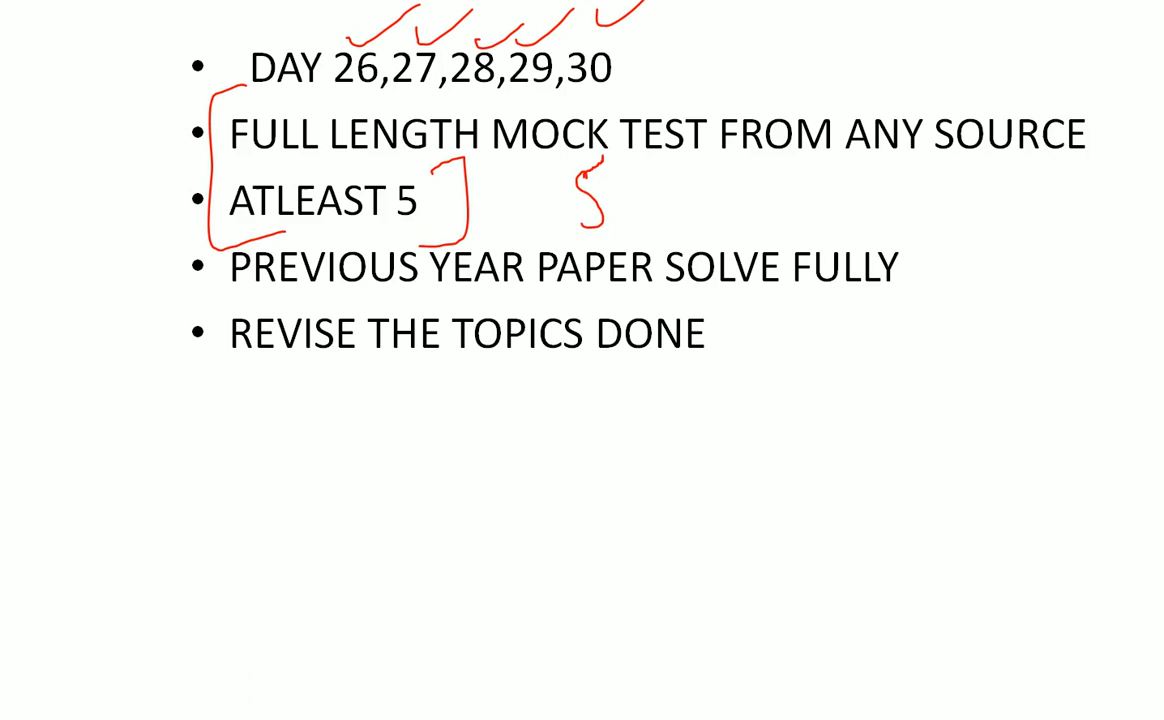 • DAY 26,27,28,29,30
• FULL LENGTH MOCK TEST FROM ANY SOURCE
• ATLEAST 5 5
• PREVIOUS YEAR PAPER SOLVE FULLY
• REVISE THE TOPICS DONE